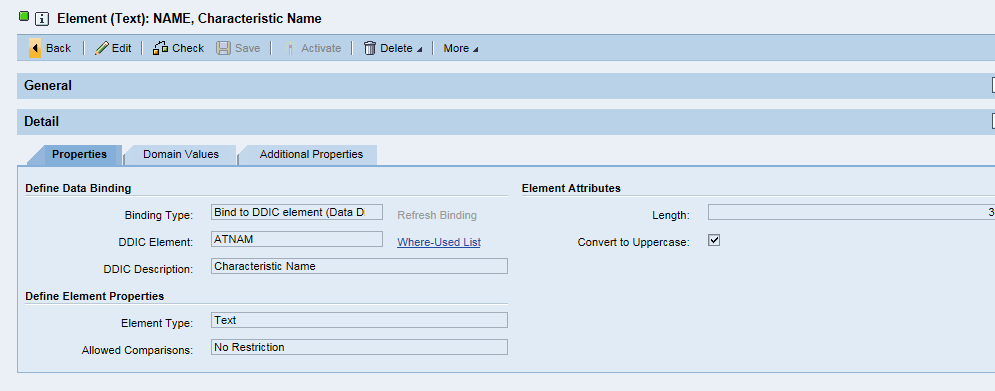 Element (Text): NAME, Characteristic Name
Back Edit Check Save Activate Delete More
General
Detail
Properties Domain Values Additional Properties
Define Data Binding
Binding Type: Bind to DDIC element (Data D Refresh Binding
DDIC Element: ATNAM Where-Used List
DDIC Description: Characteristic Name
Define Element Properties
Element Type: Text
Allowed Comparisons: No Restriction
Element Attributes
Length: 3
Convert to Uppercase: